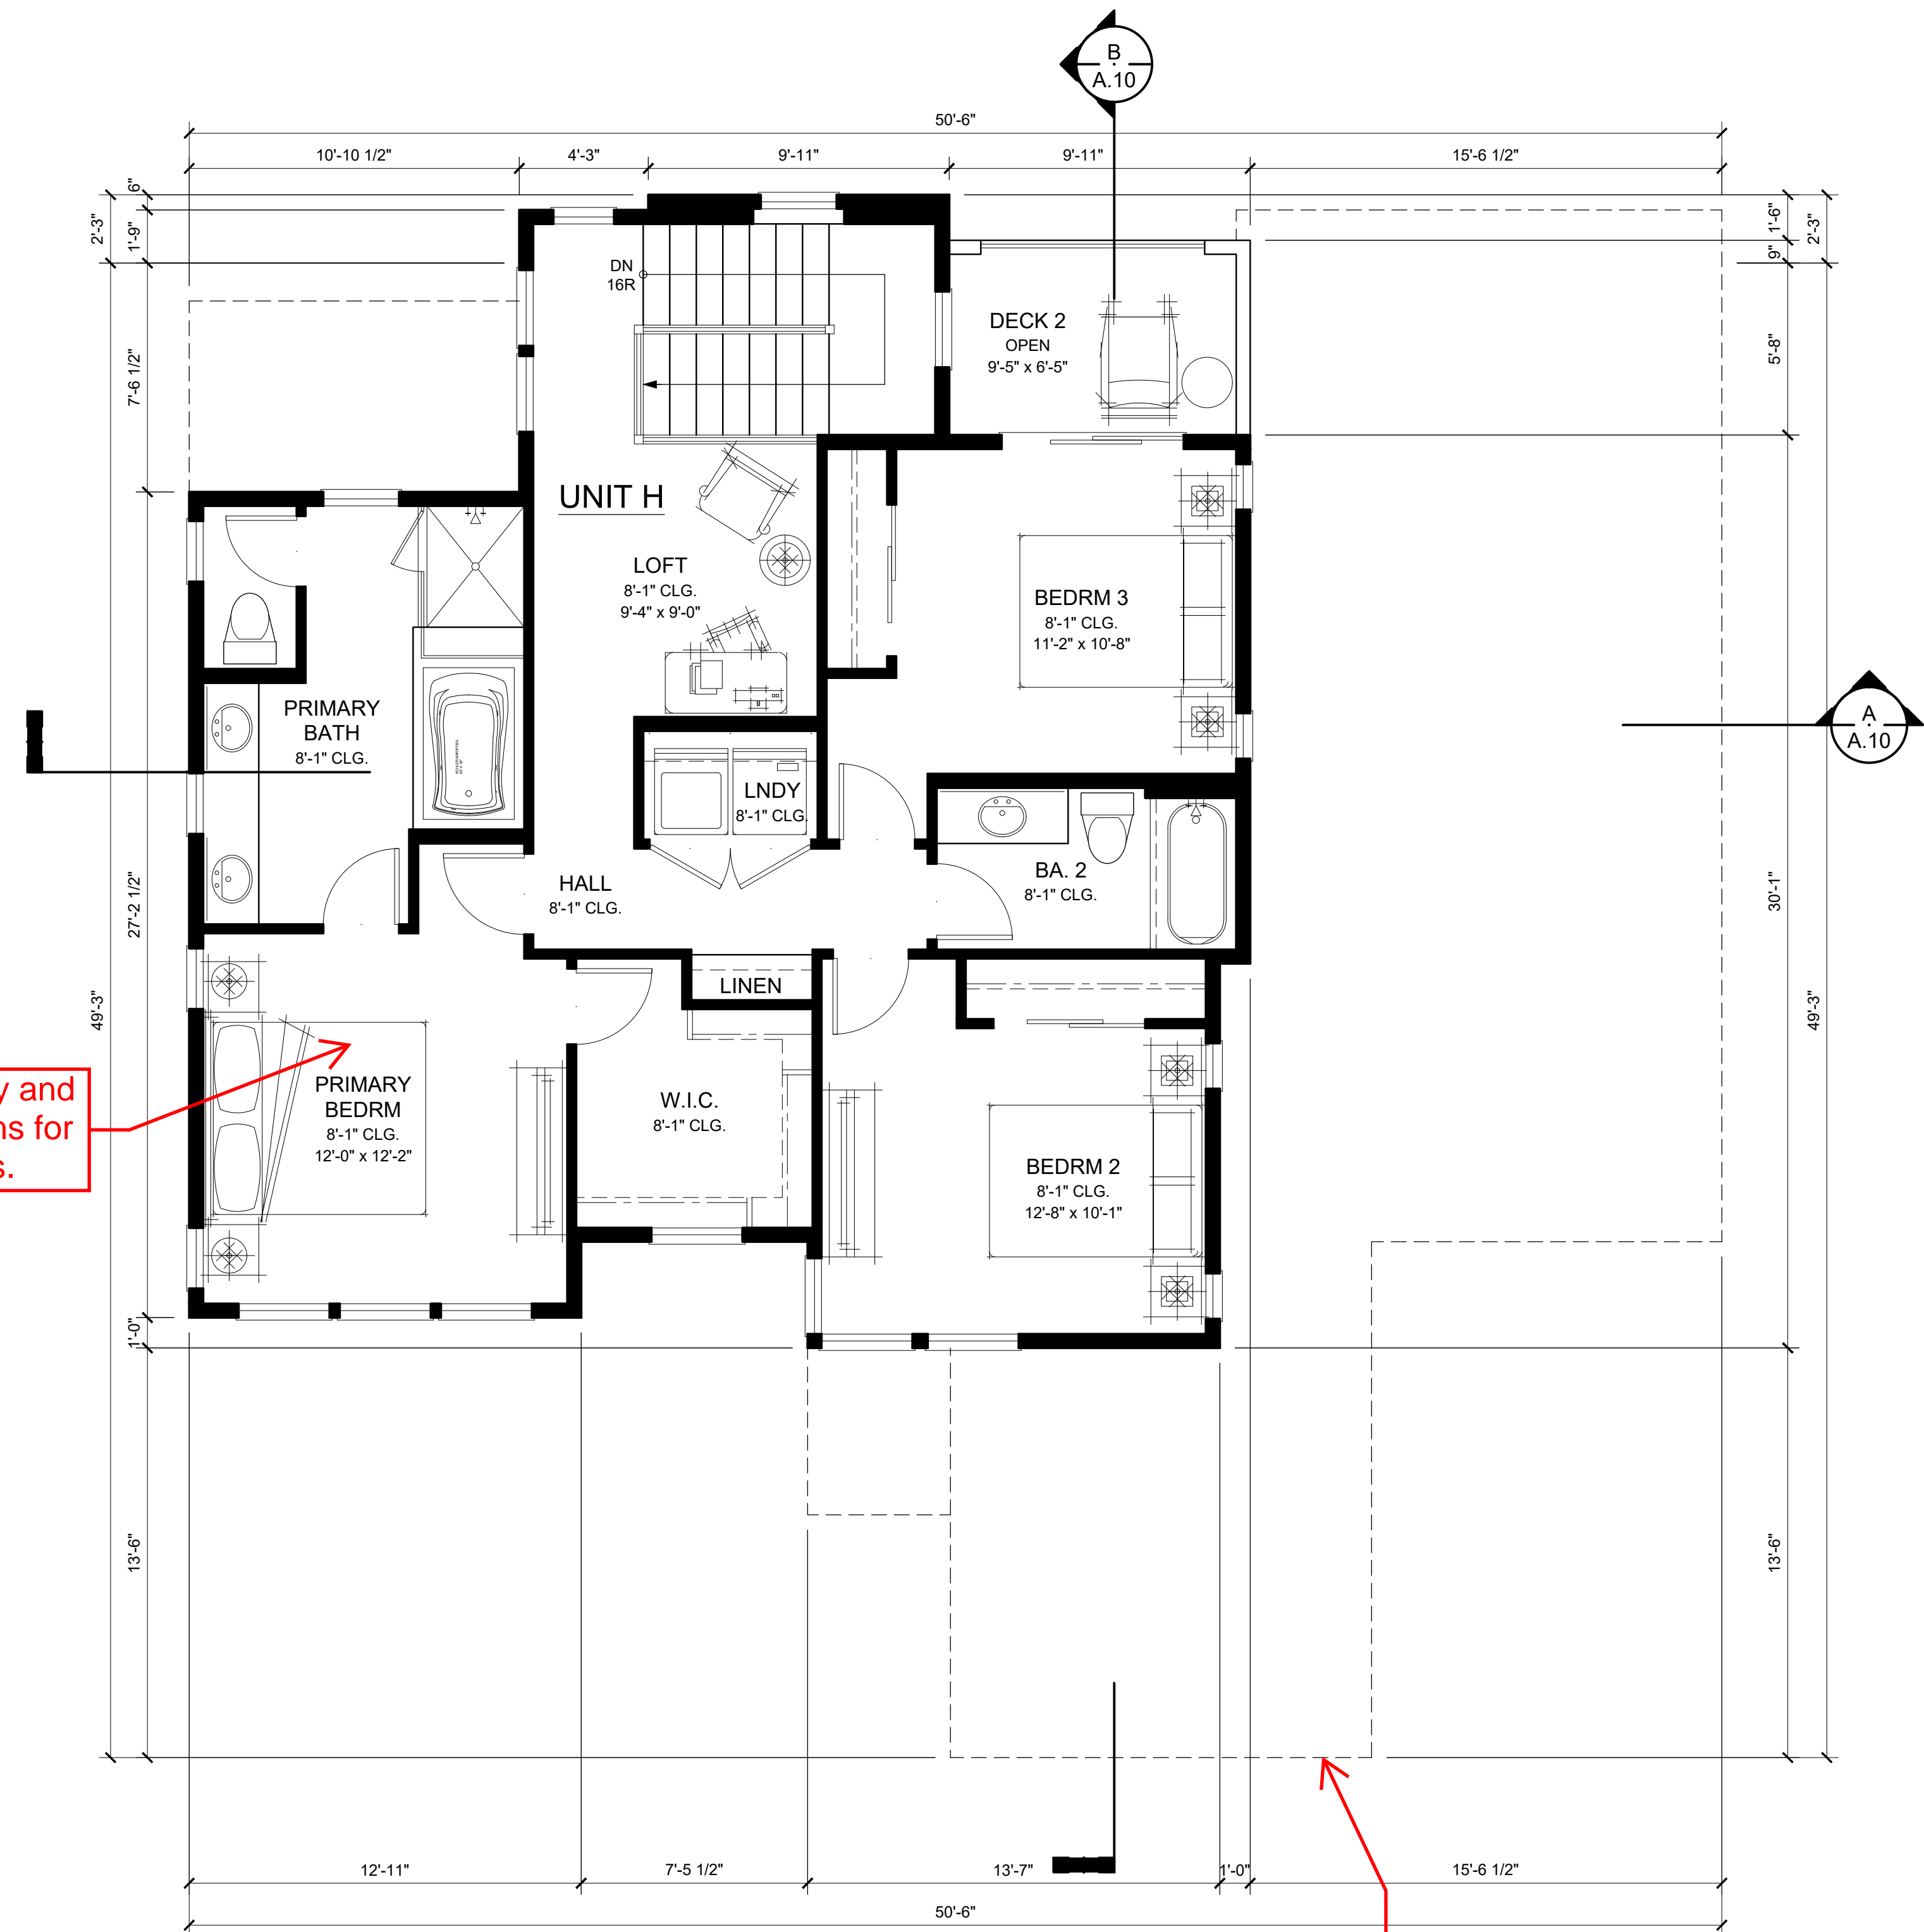 B
A.10
50'-6"
10'-10 1/2"
4'-3"
9'-11"
9'-11"
15'-6 1/2"
6"
2'-3"
1'-9"
1'-6"
2'-3"
9"
DN
16R
DECK 2
OPEN
9'-5" x 6'-5"
7'-6 1/2"
5'-8"
UNIT H
LOFT
8'-1" CLG.
9'-4" x 9'-0"
BEDRM 3
8'-1" CLG.
11'-2" x 10'-8"
PRIMARY
BATH
8'-1" CLG.
A
A.10
LNDY
8'-1" CLG.
BA. 2
8'-1" CLG.
HALL
8'-1" CLG.
27'-2 1/2"
30'-1"
LINEN
49'-3"
49'-3"
y and
ns for
s.
PRIMARY
BEDRM
8'-1" CLG.
12'-0" x 12'-2"
W.I.C.
8'-1" CLG.
BEDRM 2
8'-1" CLG.
12'-8" x 10'-1"
1'-0"
13'-6"
13'-6"
12'-11"
7'-5 1/2"
13'-7"
1'-0"
15'-6 1/2"
50'-6"